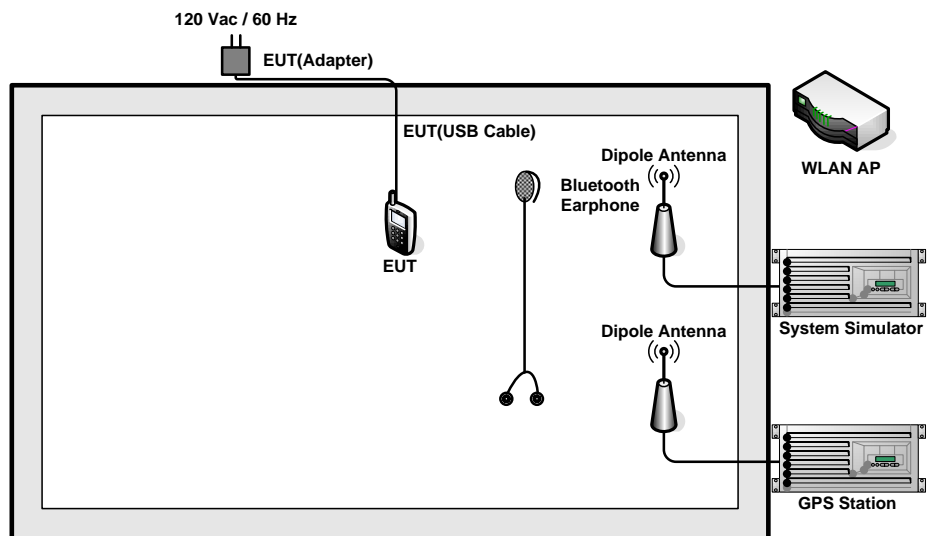 120 Vac / 60 Hz
EUT(Adapter)
EUT(USB Cable)
Dipole Antenna
Bluetooth
Earphone
WLAN AP
EUT
System Simulator
Dipole Antenna
GPS Station